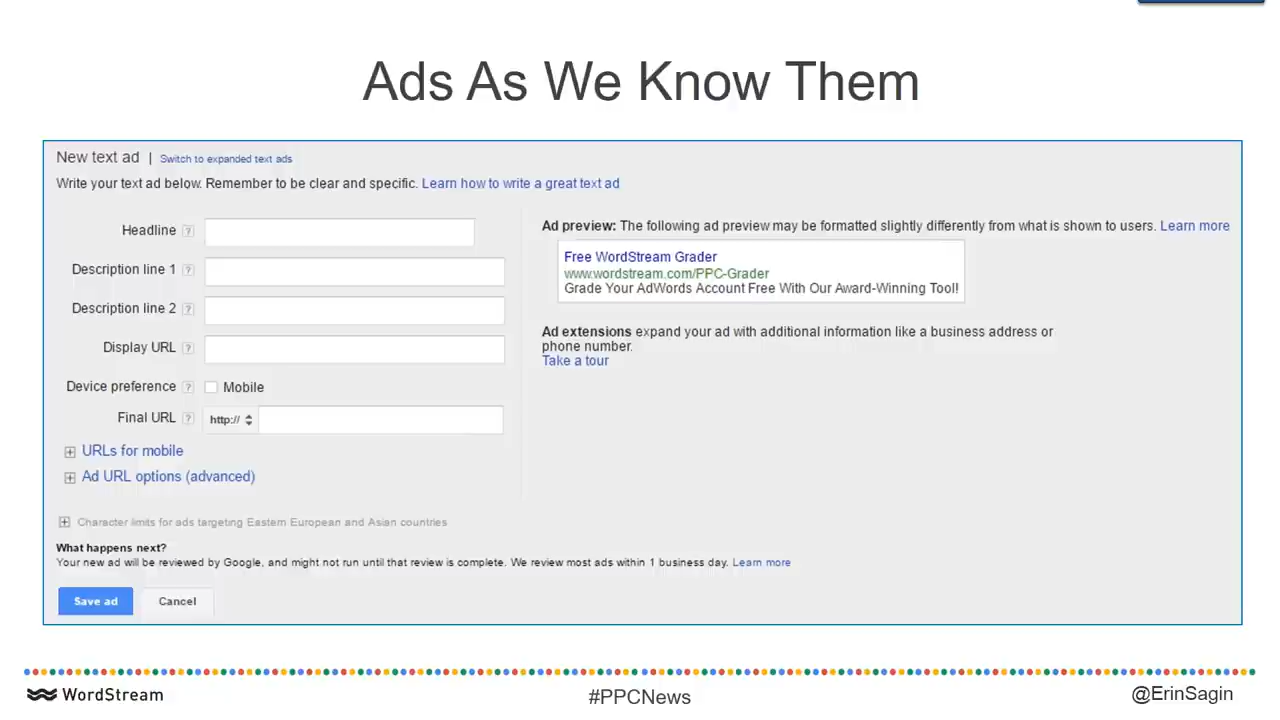 Ads As We Know Them
New text ad | Switch to expanded text ads
Write your text ad below. Remember to be clear and specific. Learn how to write a great text ad
Headline ?
Description line 1 ?
Description line 2 ?
Display URL ?
Device preference ? Mobile
Final URL ? http://
URLs for mobile
Ad URL options (advanced)
Ad preview: The following ad preview may be formatted slightly differently from what is shown to users. Learn more
Free WordStream Grader
www.wordstream.com/PPC-Grader
Grade Your AdWords Account Free With Our Award-Winning Tool!
Ad extensions expand your ad with additional information like a business address or
phone number.
Take a tour
Character limits for ads targeting Eastern European and Asian countries
What happens next?
Your new ad will be reviewed by Google, and might not run until that review is complete. We review most ads within 1 business day. Learn more
Save ad Cancel
WordStream
#PPCNews
@ErinSagin